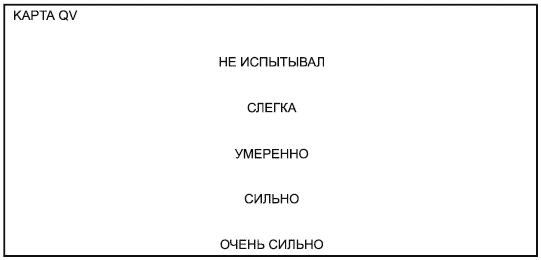 КАРТА QV
НЕ ИСПЫТЫВАЛ
СЛЕГКА
УМЕРЕННО
СИЛЬНО
ОЧЕНЬ СИЛЬНО